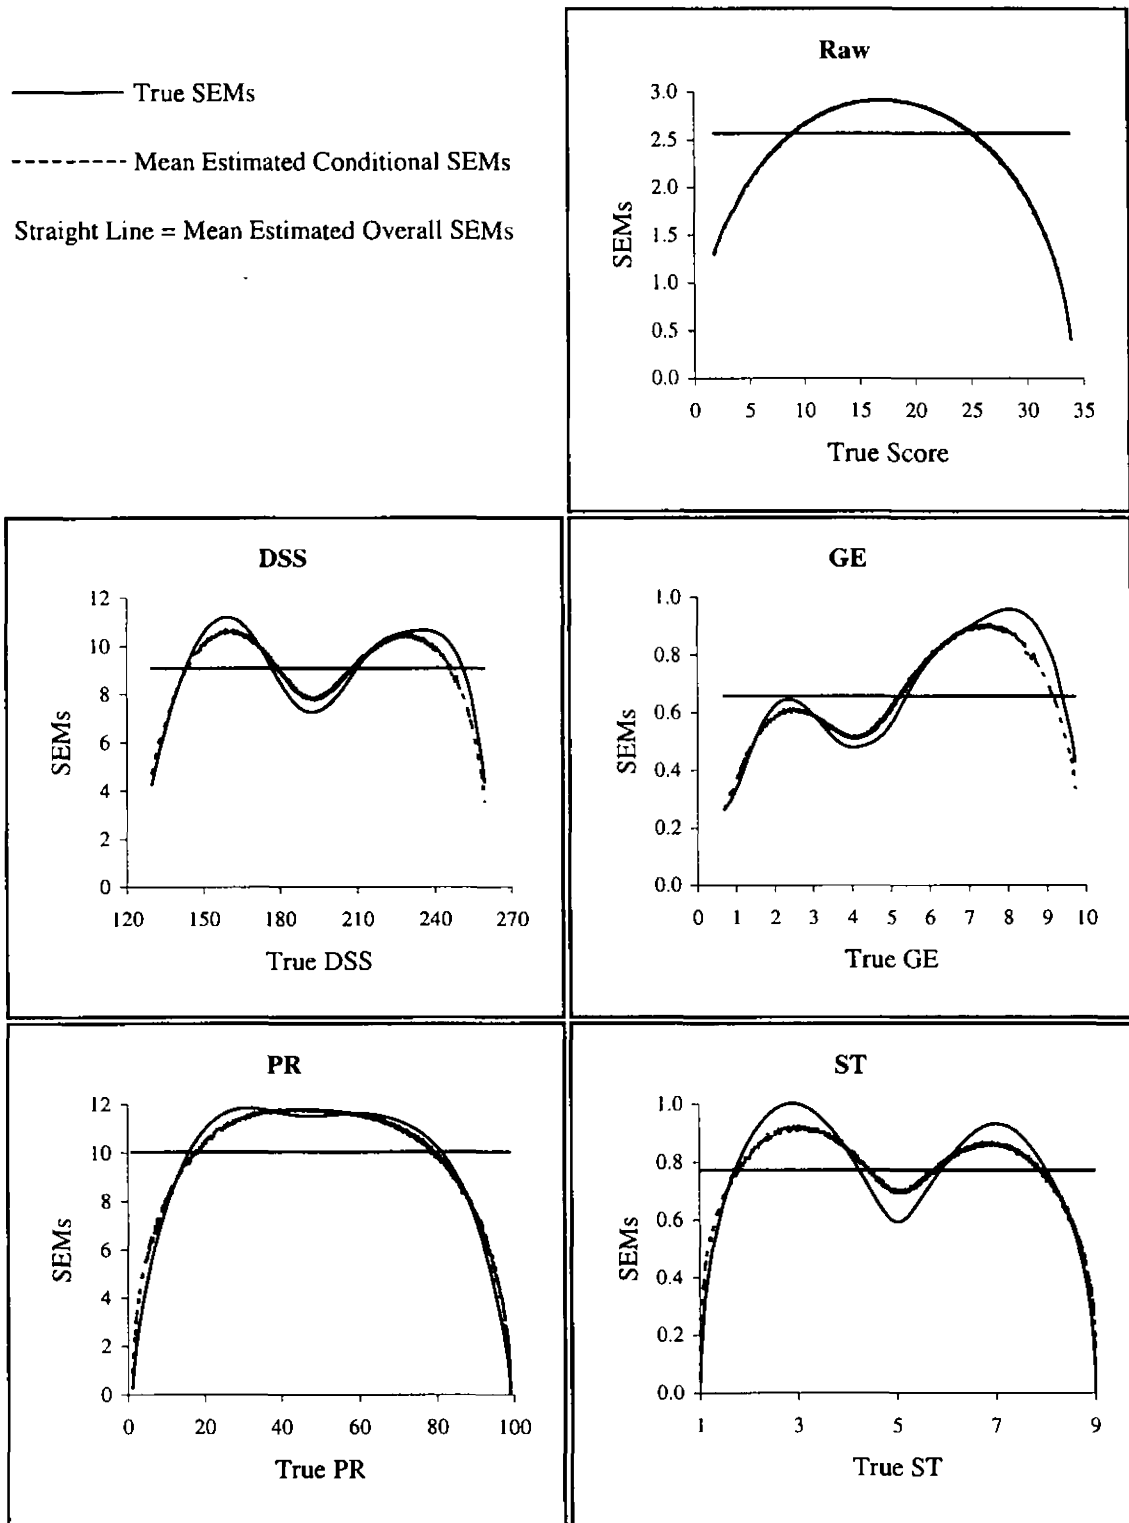 True SEMs
Mean Estimated Conditional SEMs
Straight Line = Mean Estimated Overall SEMs
Raw
3.0
2.5
2.0
1.5
1.0
0.5
0.0
SEMs
0 5 10 15 20 25 30 35
True Score
DSS
12
10
8
6
4
2
0
SEMs
120 150 180 210 240 270
True DSS
GE
1.0
0.8
0.6
0.4
0.2
0.0
SEMs
0 1 2 3 4 5 6 7 8 9 10
True GE
PR
12
10
8
6
4
2
0
SEMs
0 20 40 60 80 100
True PR
ST
1.0
0.8
0.6
0.4
0.2
0.0
SEMs
1 3 5 7 9
True ST